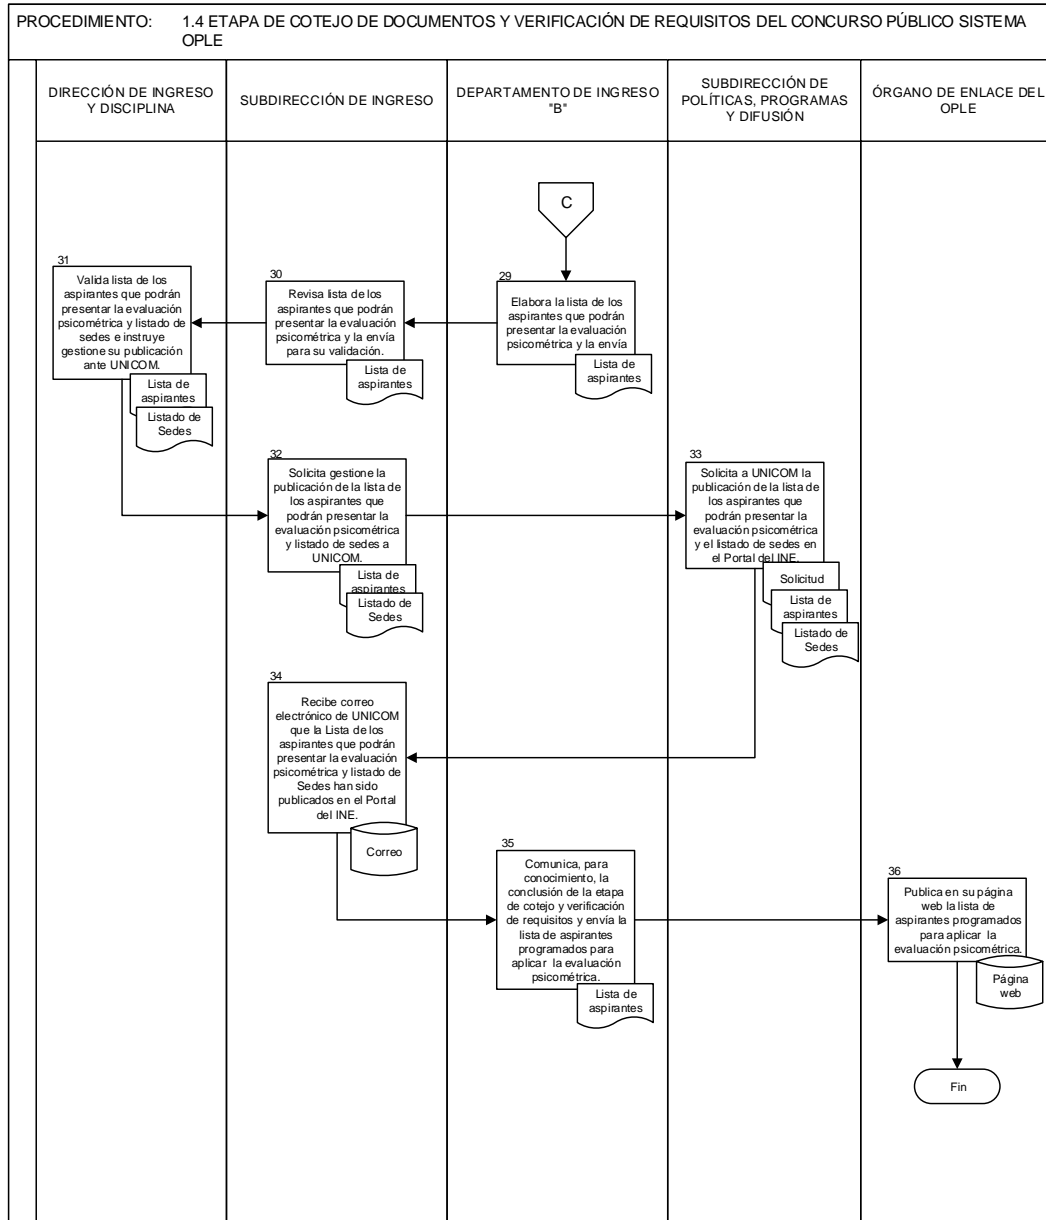 PROCEDIMIENTO: 1.4 ETAPA DE COTEJO DE DOCUMENTOS Y VERIFICACIÓN DE REQUISITOS DEL CONCURSO PÚBLICO SISTEMA
OPLE
DIRECCIÓN DE INGRESO
Y DISCIPLINA
SUBDIRECCIÓN DE INGRESO
DEPARTAMENTO DE INGRESO
"B"
SUBDIRECCIÓN DE
POLÍTICAS, PROGRAMAS
Y DIFUSIÓN
ÓRGANO DE ENLACE DEL
OPLE
C
31
Valida lista de los
aspirantes que podrán
presentar la evaluación
psicométrica y listado de
sedes e instruye
gestione su publicación
ante UNICOM.
Lista de
aspirantes
Listado de
Sedes
30
Revisa lista de los
aspirantes que podrán
presentar la evaluación
psicométrica y la envía
para su validación.
Lista de
aspirantes
29
Elabora la lista de los
aspirantes que podrán
presentar la evaluación
psicométrica y la envía
Lista de
aspirantes
32
Solicita gestione la
publicación de la lista de
los aspirantes que
podrán presentar la
evaluación psicométrica
y listado de sedes a
UNICOM.
Lista de
aspirantes
Listado de
Sedes
33
Solicita a UNICOM la
publicación de la lista de
los aspirantes que
podrán presentar la
evaluación psicométrica
y el listado de sedes en
el Portal del INE.
Solicitud
Lista de
aspirantes
Listado de
Sedes
34
Recibe correo
electrónico de UNICOM
que la Lista de los
aspirantes que podrán
presentar la evaluación
psicométrica y listado de
Sedes han sido
publicados en el Portal
del INE.
Correo
35
Comunica, para
conocimiento, la
conclusión de la etapa
de cotejo y verificación
de requisitos y envía la
lista de aspirantes
programados para
aplicar la evaluación
psicométrica.
Lista de
aspirantes
36
Publica en su página
web la lista de
aspirantes programados
para aplicar la
evaluación psicométrica.
Página
web
Fin